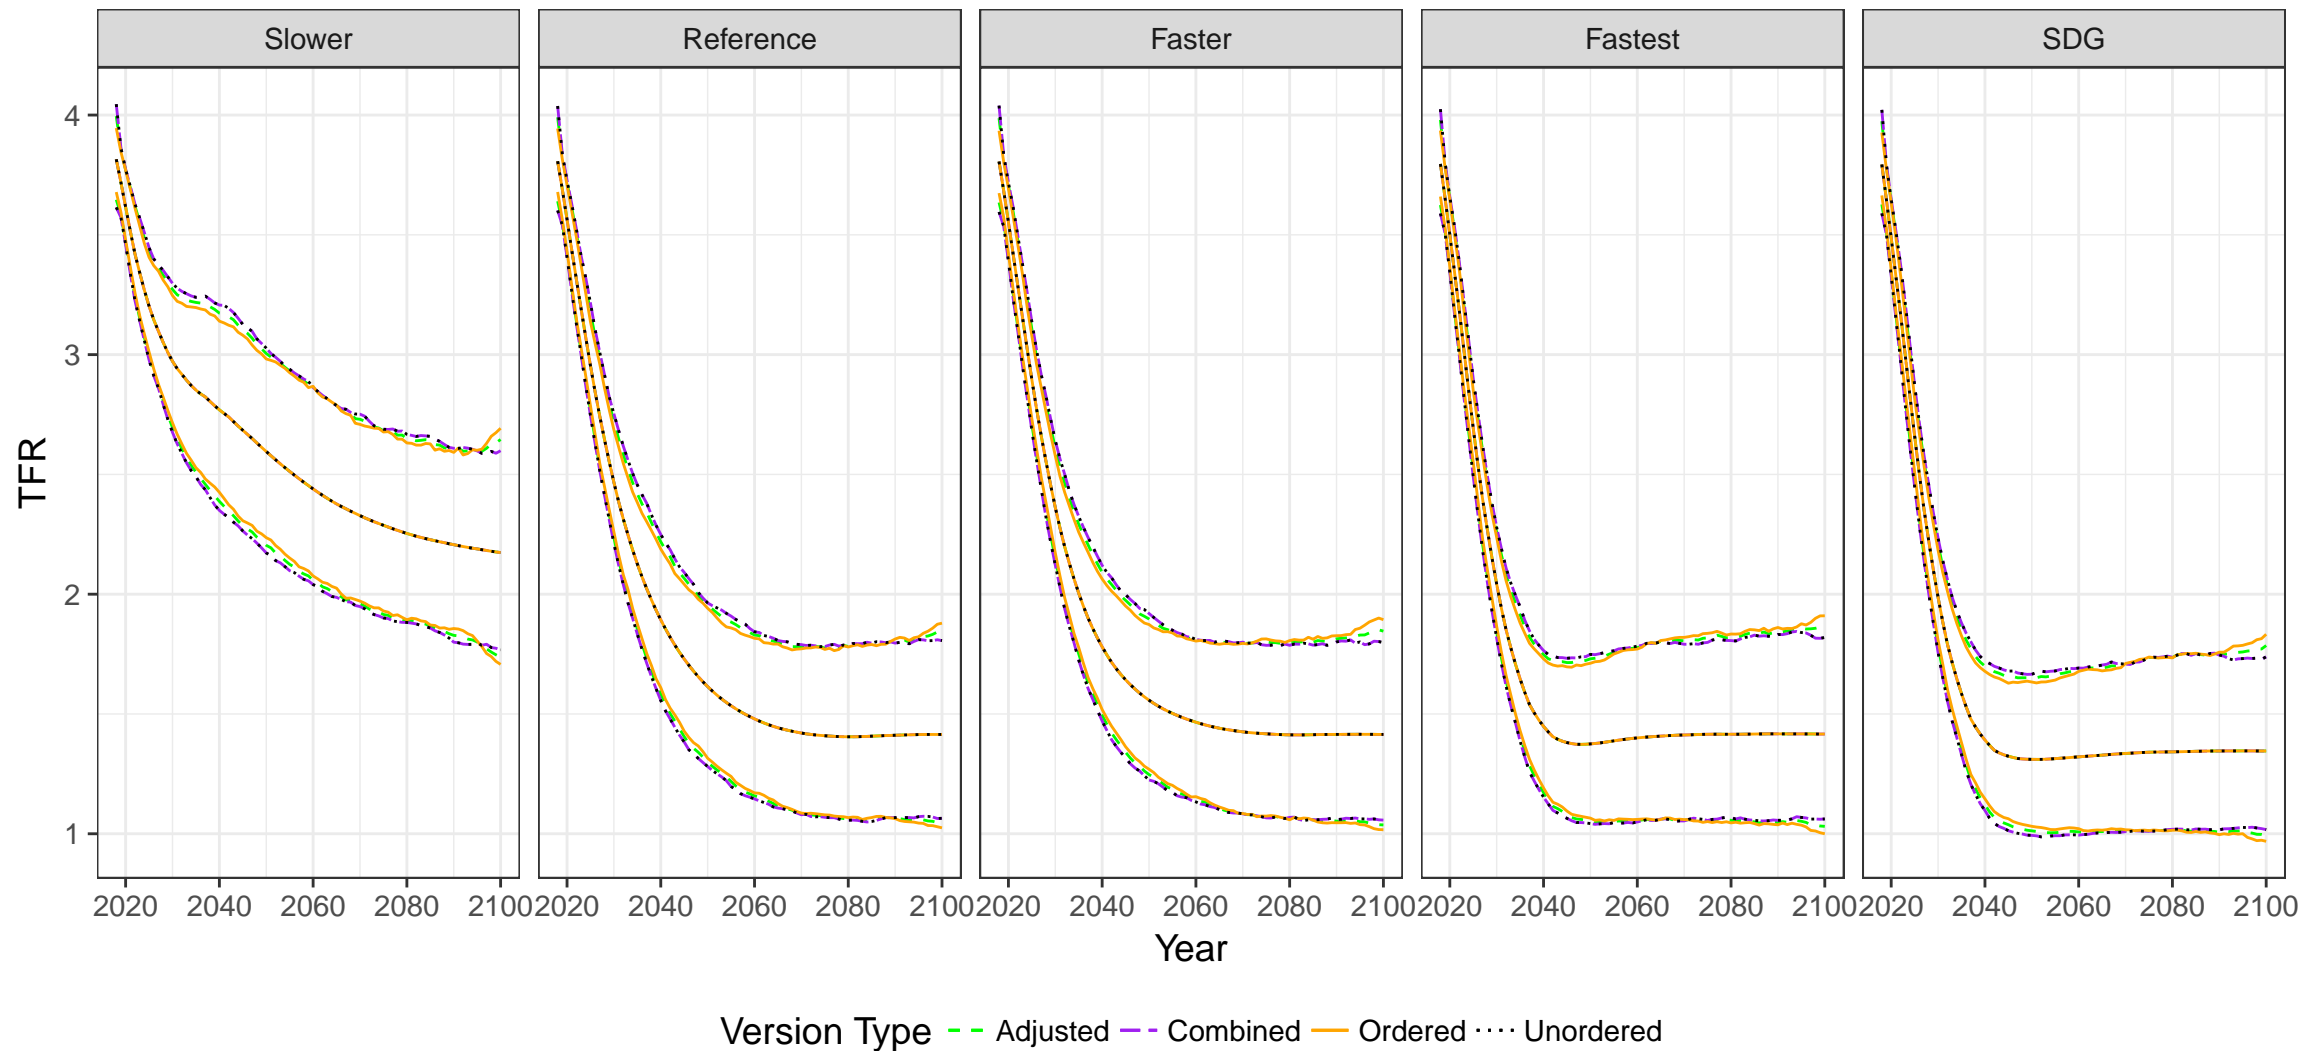 Slower Reference Faster Fastest SDG
4
3
2
1
TFR
2020 2040 2060 2080 2100 2020 2040 2060 2080 2100 2020 2040 2060 2080 2100 2020 2040 2060 2080 2100 2020 2040 2060 2080 2100
Year
Version Type Adjusted Combined Ordered Unordered